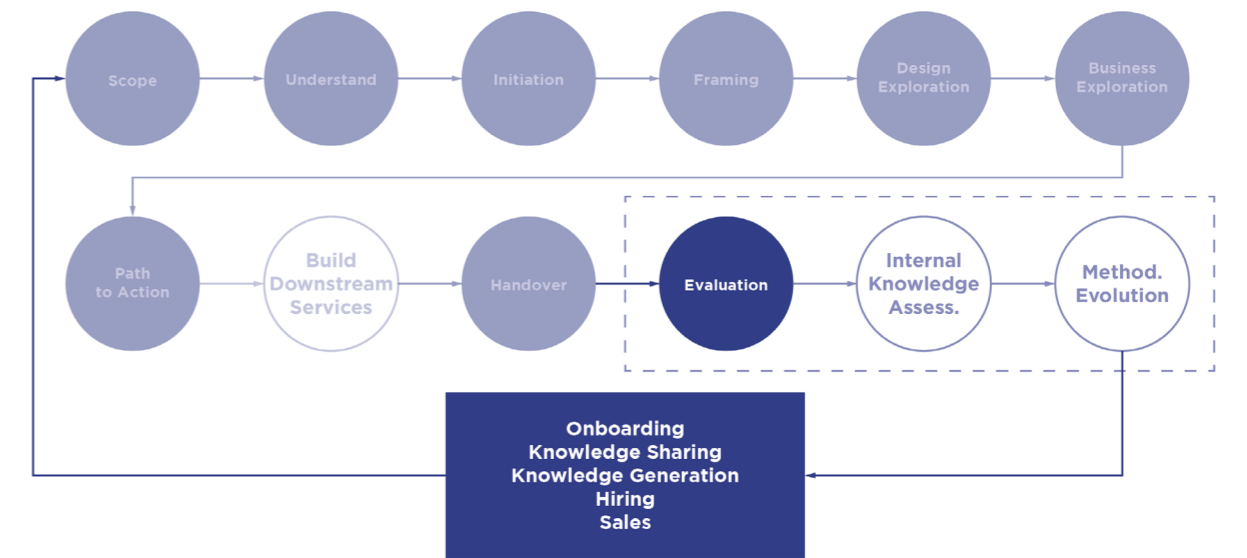 Scope
Understand
Initiation
Framing
Design
Exploration
Business
Exploration
Path
to Action
Build
Downstream
Services
Handover
Evaluation
Internal
Knowledge
Assess.
Method.
Evolution
Onboarding
Knowledge Sharing
Knowledge Generation
Hiring
Sales